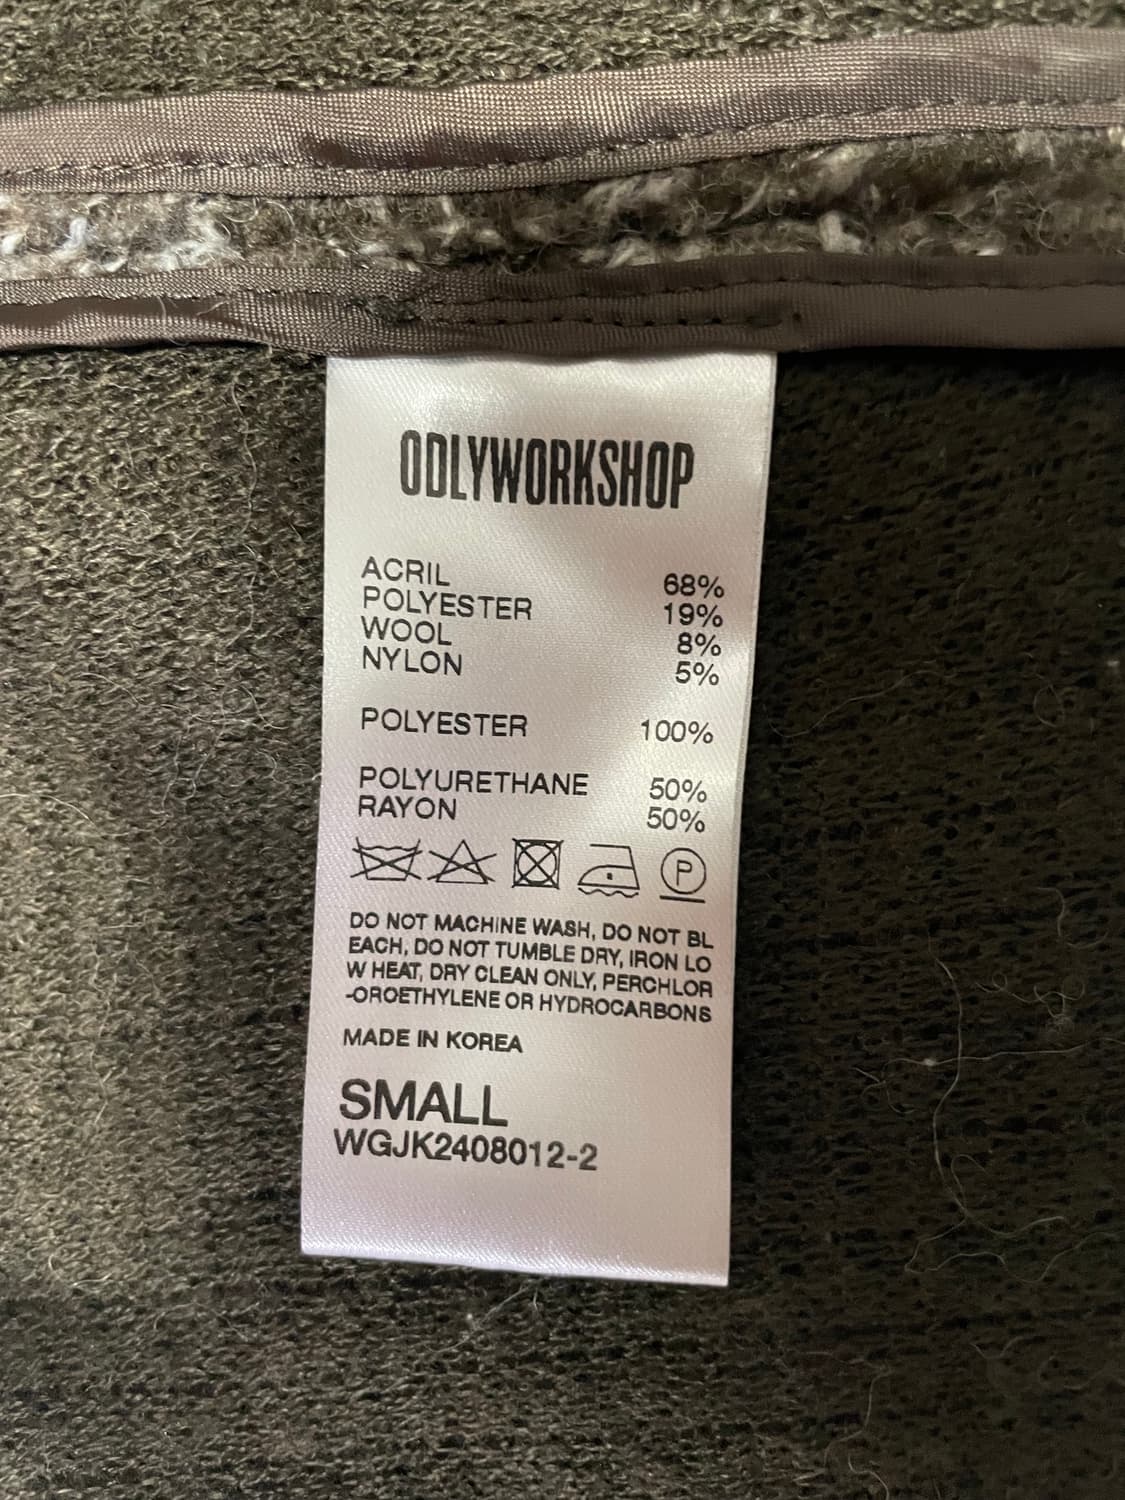 ODLYWORKSHOP
ACRIL 68%
POLYESTER 19%
WOOL 8%
NYLON 5%
POLYESTER 100%
POLYURETHANE 50%
RAYON 50%
P
DO NOT MACHINE WASH, DO NOT BL
EACH, DO NOT TUMBLE DRY, IRON LO
W HEAT, DRY CLEAN ONLY, PERCHLOR
-OROETHYLENE OR HYDROCARBONS
MADE IN KOREA
SMALL
WGJK2408012-2